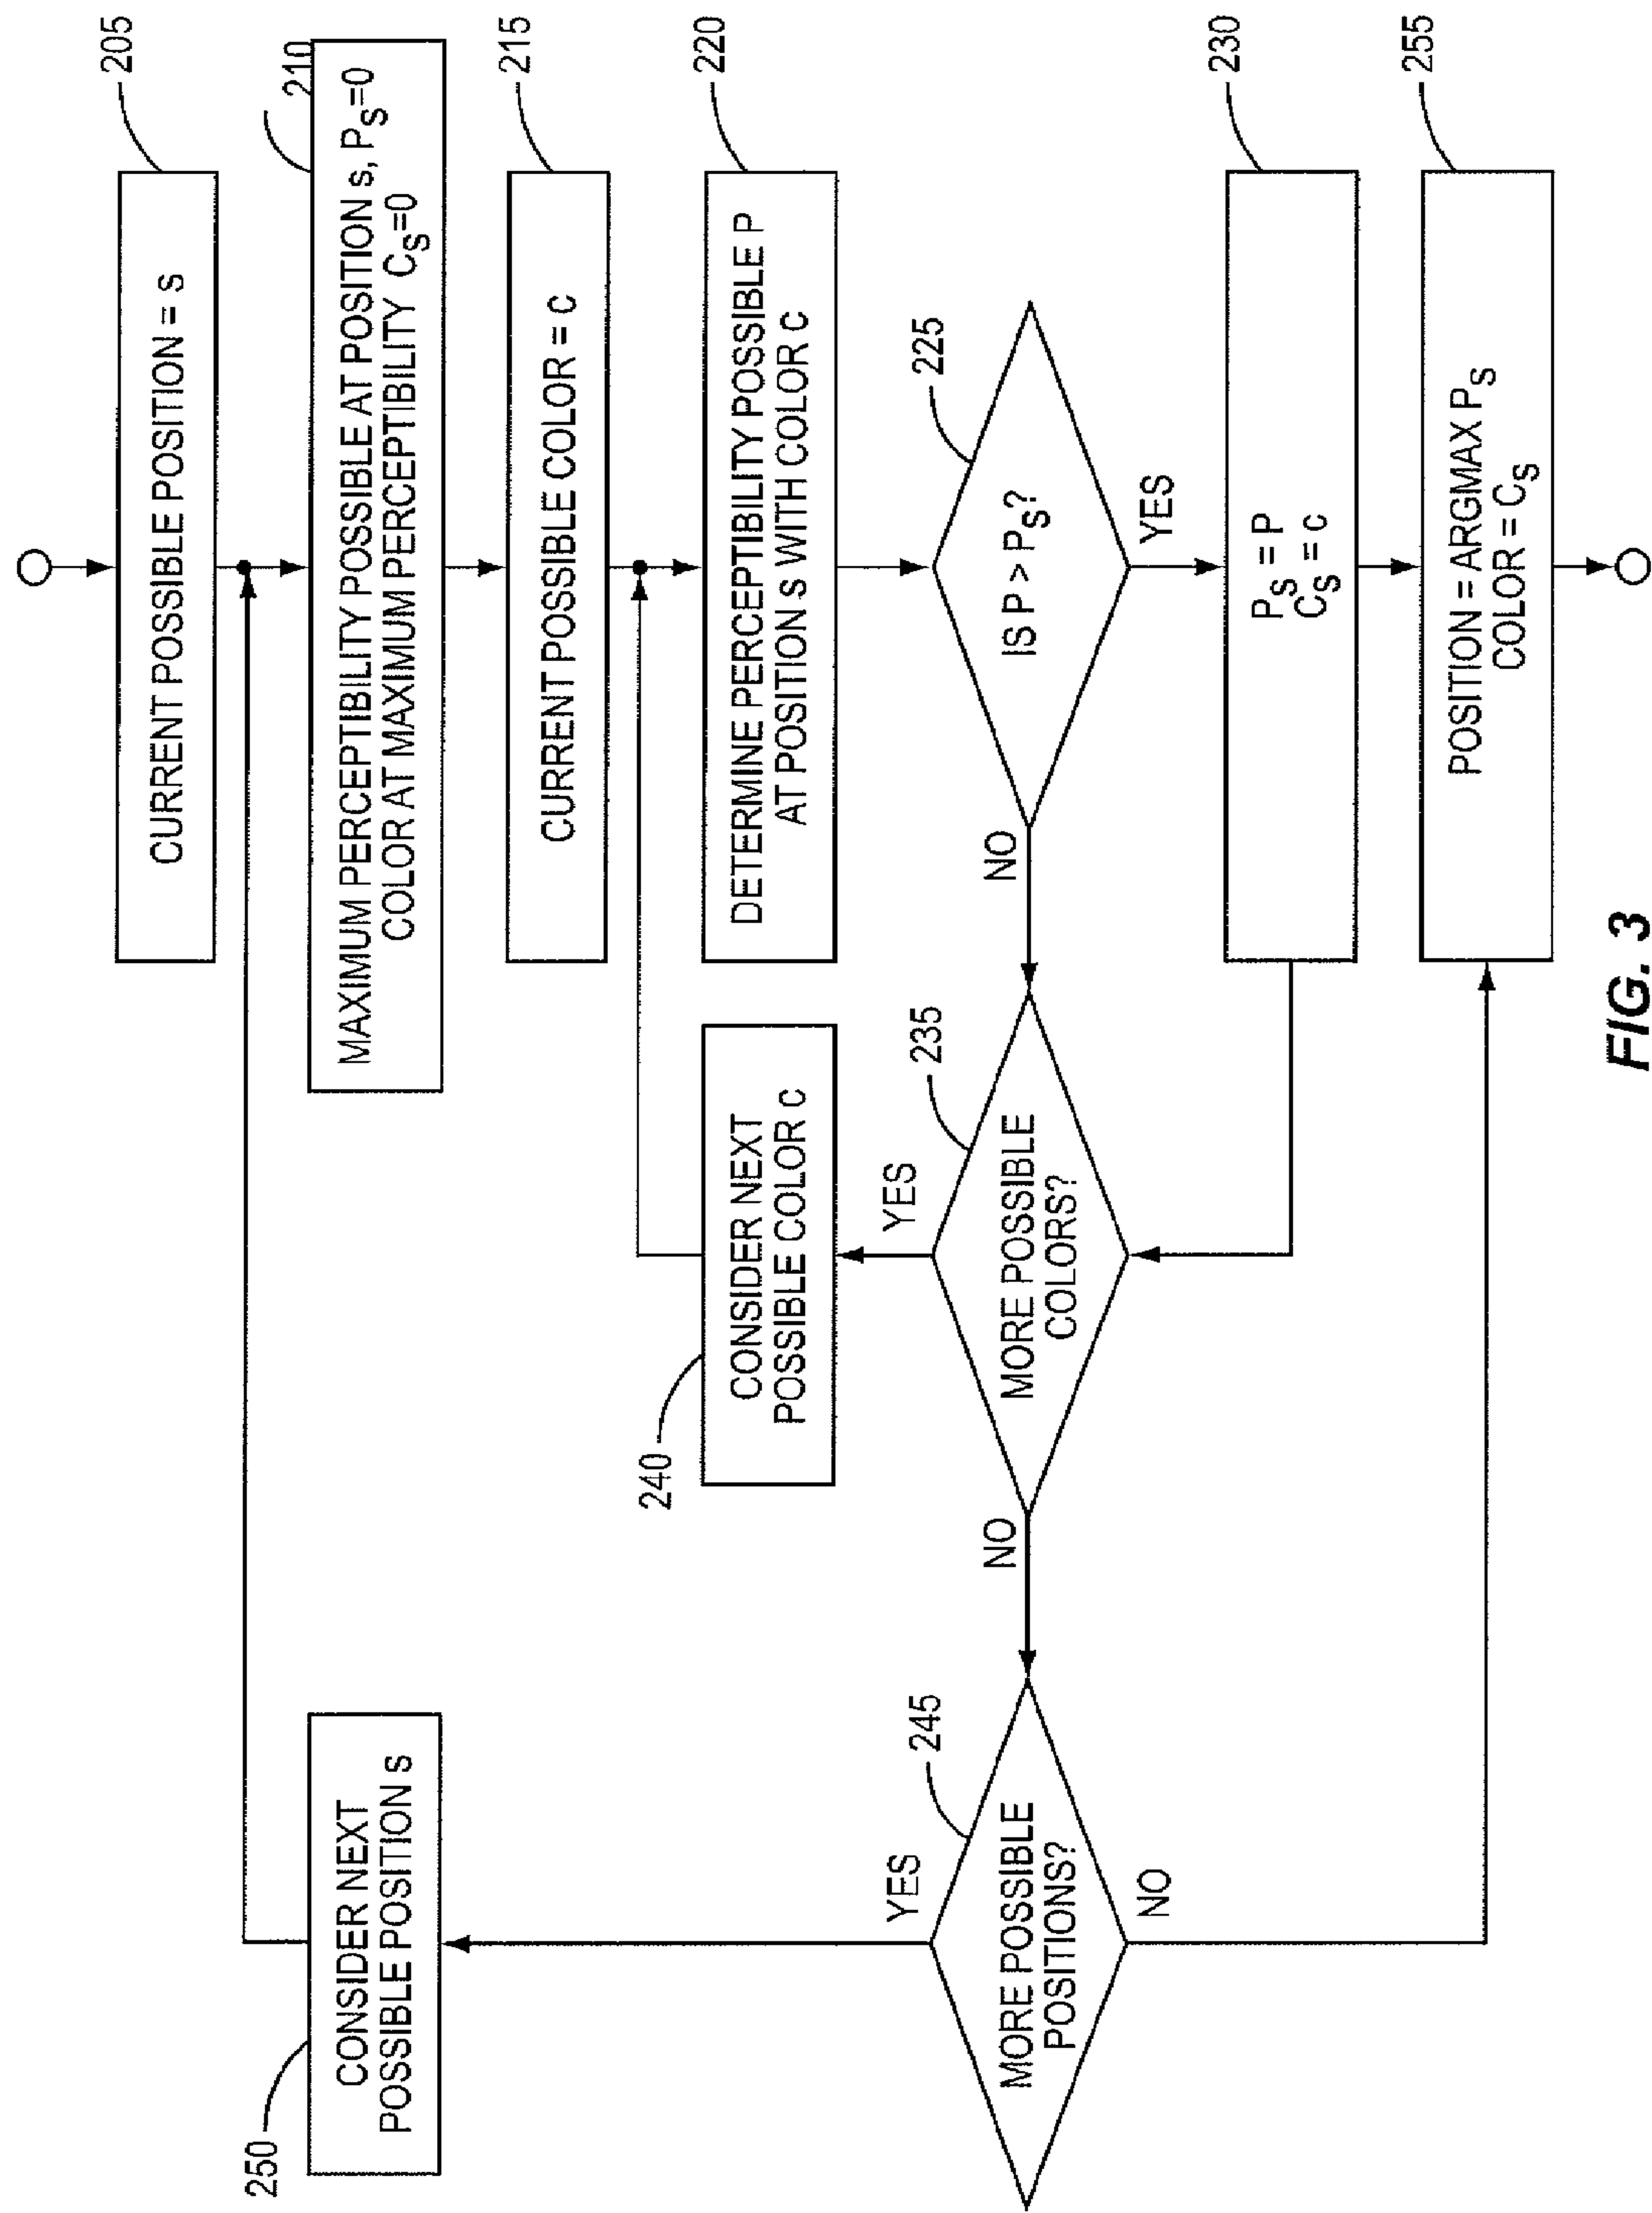 205
CURRENT POSSIBLE POSITION = s
210
MAXIMUM PERCEPTIBILITY POSSIBLE AT POSITION s, PS=0
COLOR AT MAXIMUM PERCEPTIBILITY CS=0
215
CURRENT POSSIBLE COLOR = c
220
DETERMINE PERCEPTIBILITY POSSIBLE P
AT POSITION s WITH COLOR c
225
IS P > PS?
YES
NO
230
PS = P
CS = c
235
MORE POSSIBLE
COLORS?
YES
NO
240
CONSIDER NEXT
POSSIBLE COLOR c
245
MORE POSSIBLE
POSITIONS?
YES
NO
250
CONSIDER NEXT
POSSIBLE POSITION s
255
POSITION = ARGMAX PS
COLOR = CS
FIG. 3